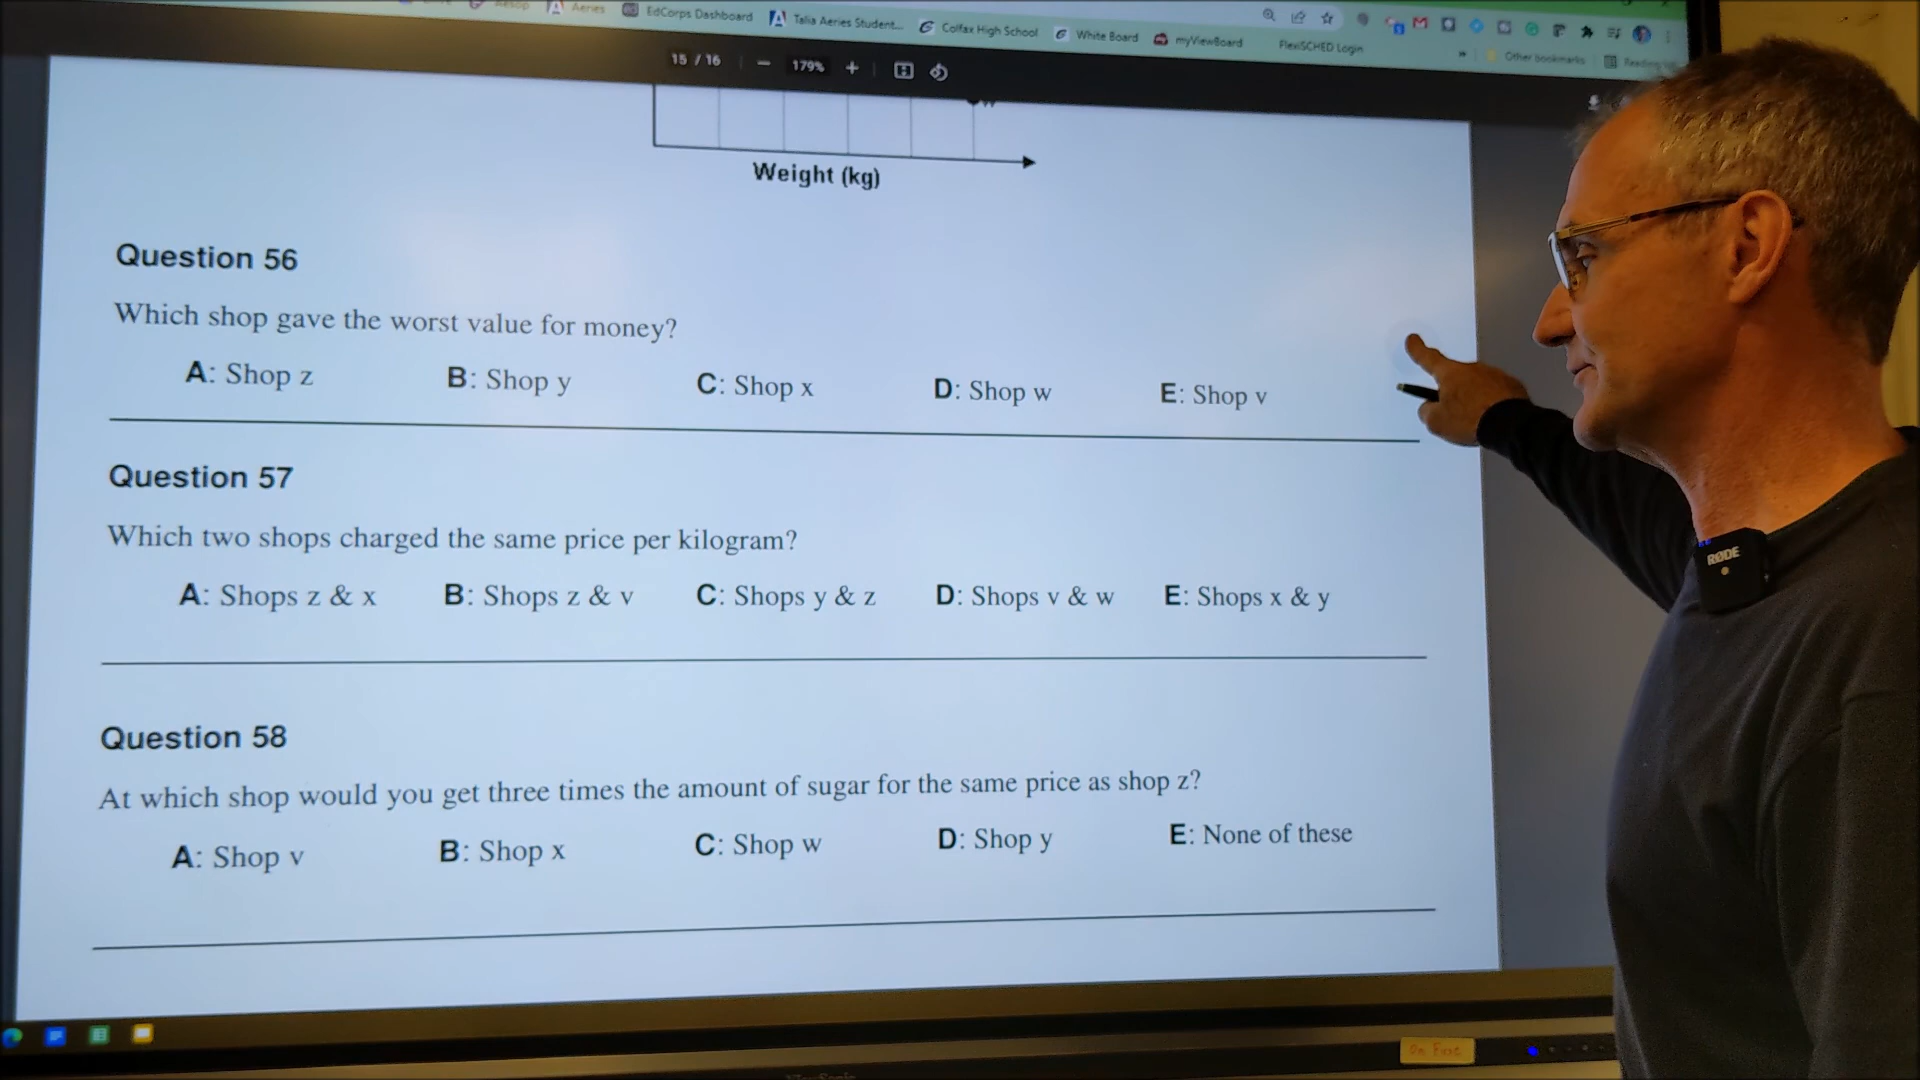 Aesop Aeries EdCorps Dashboard Talia Aeries Student... Colfax High School White Board myViewBoard FlexiSCHED Login
Other bookmarks
15 / 16 − 179% +
Weight (kg)
Question 56
Which shop gave the worst value for money?
A: Shop z B: Shop y C: Shop x D: Shop w E: Shop v
Question 57
Which two shops charged the same price per kilogram?
A: Shops z & x B: Shops z & v C: Shops y & z D: Shops v & w E: Shops x & y
Question 58
At which shop would you get three times the amount of sugar for the same price as shop z?
A: Shop v B: Shop x C: Shop w D: Shop y E: None of these
RØDE